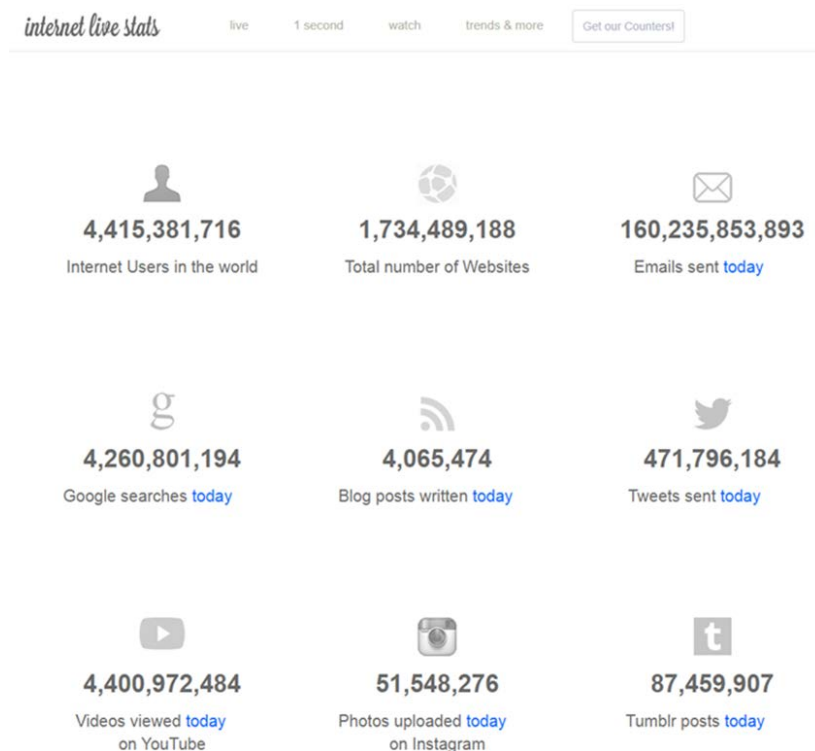 internet live stats live 1 second watch trends & more Get our Counters!
4,415,381,716 1,734,489,188 160,235,853,893
Internet Users in the world Total number of Websites Emails sent today
g
4,260,801,194 4,065,474 471,796,184
Google searches today Blog posts written today Tweets sent today
t
4,400,972,484 51,548,276 87,459,907
Videos viewed today Photos uploaded today Tumblr posts today
on YouTube on Instagram